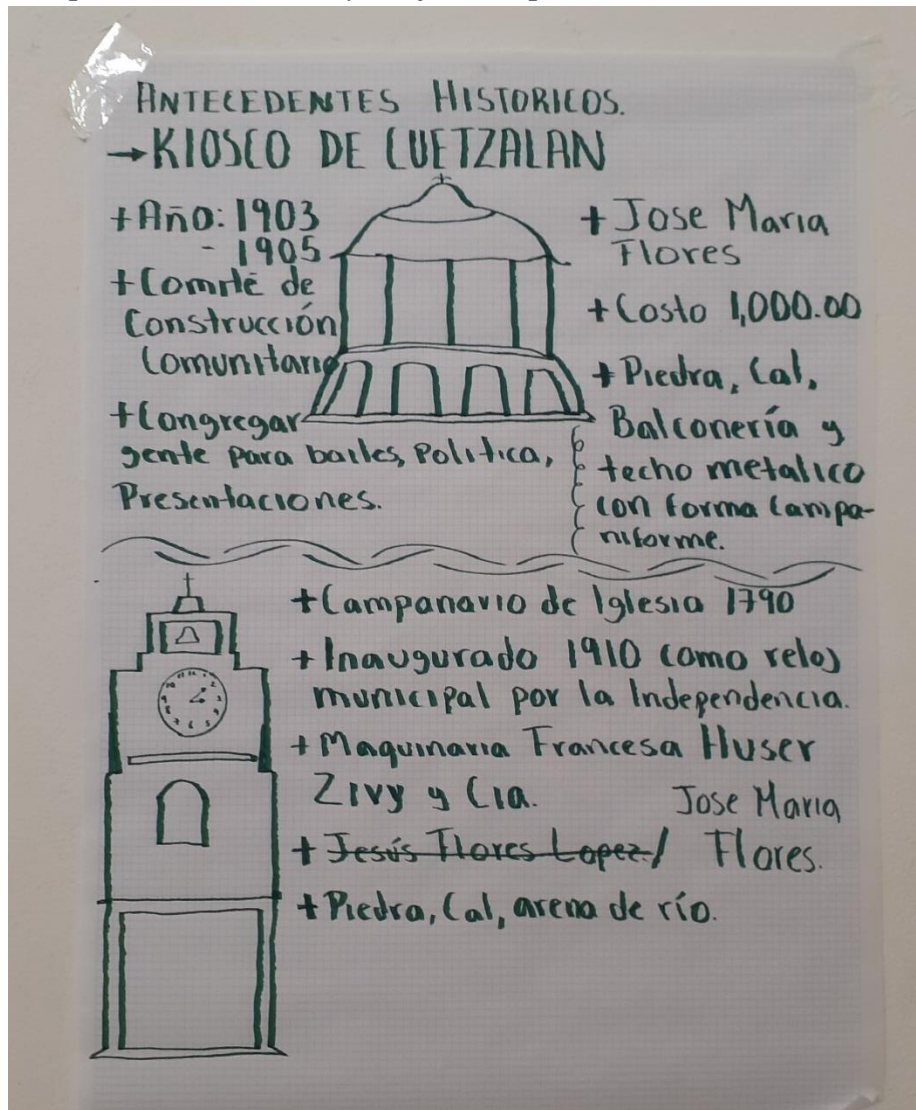 ANTECEDENTES HISTORICOS.
→KIOSCO DE CUETZALAN
+Año: 1903
- 1905
+Comité de
Construcción
Comunitario
+Congregar
gente para bailes, Politica,
Presentaciones.
+Jose Maria
Flores
+Costo 1,000.00
+Piedra, Cal,
Balconería y
techo metalico
con forma Campa-
niforme.
+Campanario de Iglesia 1790
+Inaugurado 1910 como reloj
municipal por la Independencia.
+Maquinaria Francesa Huser
Zivy y Cia.
Jose Maria
+Jesús Flores Lopez/ Flores.
+Piedra, Cal, arena de río.